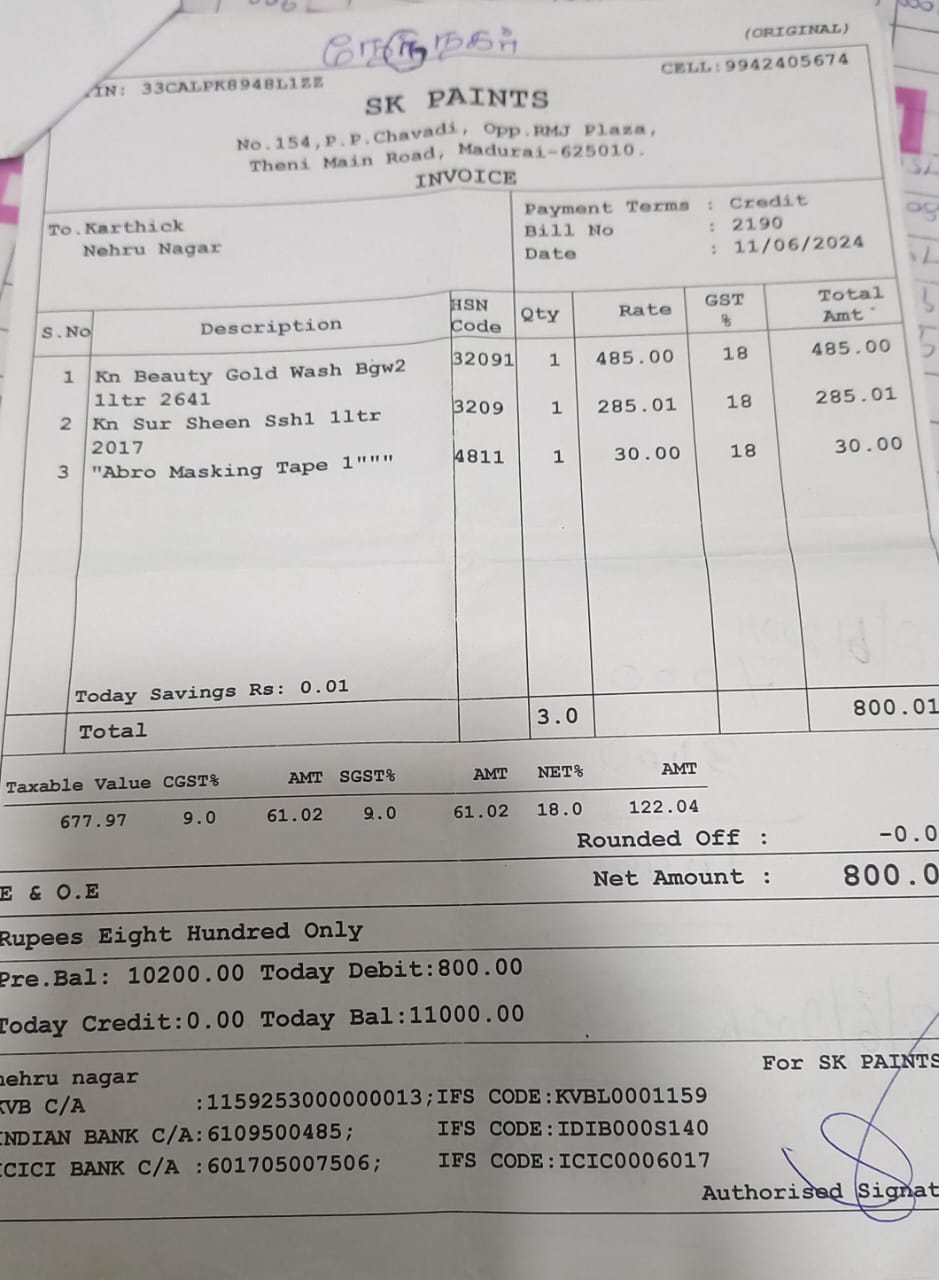 (ORIGINAL)
IN: 33CALPK8948L1ZZ CELL:9942405674
SK PAINTS
No.154,P.P.Chavadi, Opp.RMJ Plaza,
Theni Main Road, Madurai-625010.
INVOICE
To.Karthick Payment Terms : Credit
Nehru Nagar Bill No : 2190
Date : 11/06/2024
S.No Description HSN Code Qty Rate GST % Total Amt
1 Kn Beauty Gold Wash Bgw2 32091 1 485.00 18 485.00
1ltr 2641
2 Kn Sur Sheen Ssh1 1ltr 3209 1 285.01 18 285.01
2017
3 "Abro Masking Tape 1""" 4811 1 30.00 18 30.00
Today Savings Rs: 0.01
Total 3.0 800.01
Taxable Value CGST% AMT SGST% AMT NET% AMT
677.97 9.0 61.02 9.0 61.02 18.0 122.04
Rounded Off : -0.0
E & O.E Net Amount : 800.0
Rupees Eight Hundred Only
Pre.Bal: 10200.00 Today Debit:800.00
Today Credit:0.00 Today Bal:11000.00
For SK PAINTS
nehru nagar
KVB C/A :1159253000000013;IFS CODE:KVBL0001159
INDIAN BANK C/A:6109500485; IFS CODE:IDIB000S140
ICICI BANK C/A :601705007506; IFS CODE:ICIC0006017
Authorised Signat